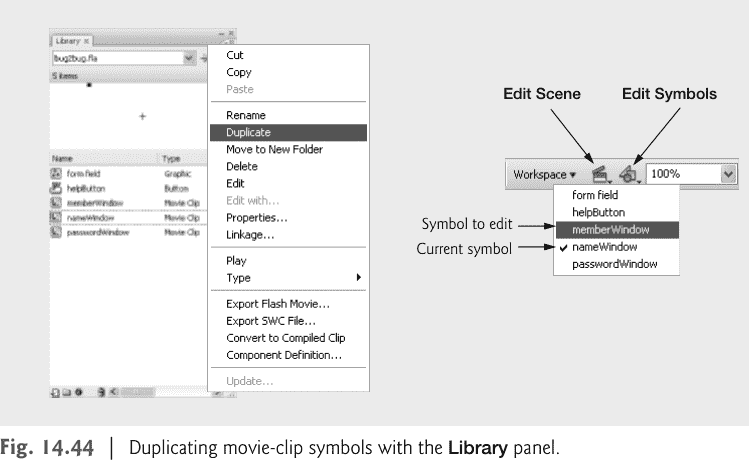 Library x
bug2bug.fla
5 items
Name Type
form field Graphic
helpButton Button
memberWindow Movie Clip
nameWindow Movie Clip
passwordWindow Movie Clip
Cut
Copy
Paste
Rename
Duplicate
Move to New Folder
Delete
Edit
Edit with...
Properties...
Linkage...
Play
Type
Export Flash Movie...
Export SWC File...
Convert to Compiled Clip
Component Definition...
Update...
Edit Scene Edit Symbols
Workspace 100%
form field
helpButton
Symbol to edit memberWindow
Current symbol nameWindow
passwordWindow
Fig. 14.44 | Duplicating movie-clip symbols with the Library panel.